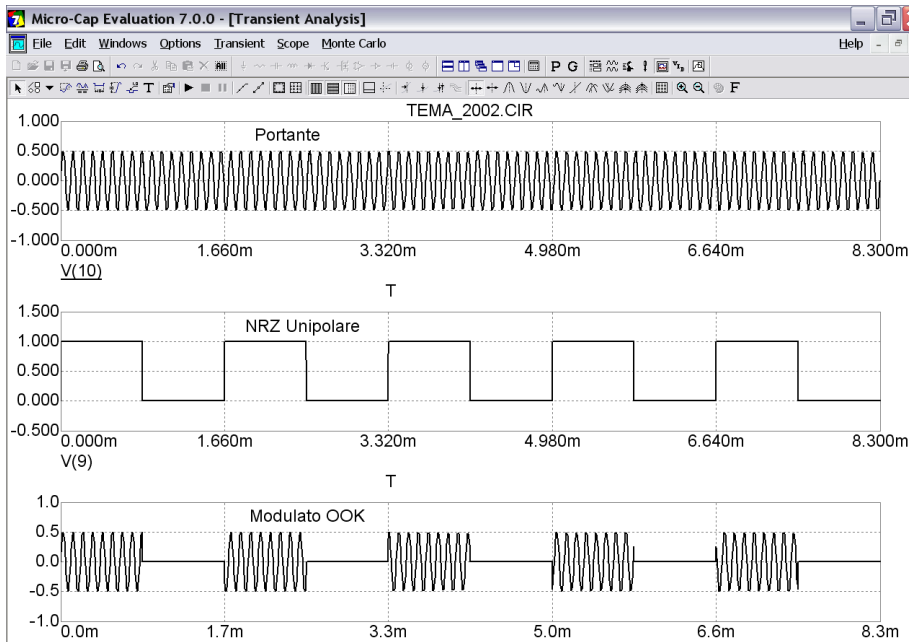 Micro-Cap Evaluation 7.0.0 - [Transient Analysis]
File Edit Windows Options Transient Scope Monte Carlo Help
T P G F
TEMA_2002.CIR
Portante
1.000
0.500
0.000
-0.500
-1.000
0.000m 1.660m 3.320m 4.980m 6.640m 8.300m
V(10)
T
NRZ Unipolare
1.500
1.000
0.500
0.000
-0.500
0.000m 1.660m 3.320m 4.980m 6.640m 8.300m
V(9)
T
Modulato OOK
1.0
0.5
0.0
-0.5
-1.0
0.0m 1.7m 3.3m 5.0m 6.6m 8.3m